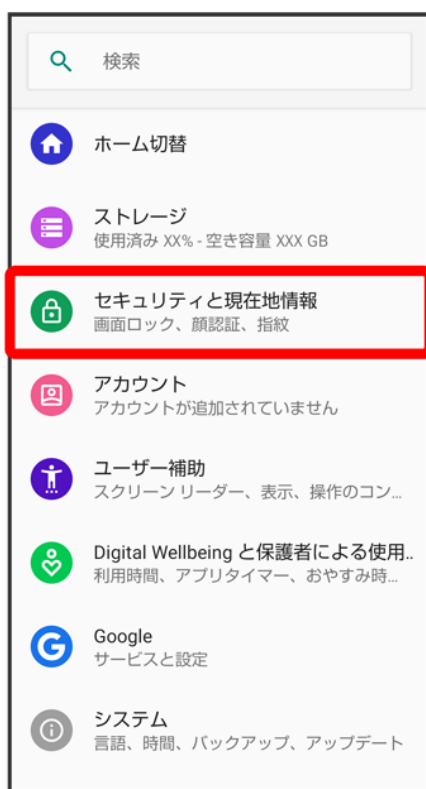 検索
ホーム切替
ストレージ
使用済み XX% - 空き容量 XXX GB
セキュリティと現在地情報
画面ロック、顔認証、指紋
アカウント
アカウントが追加されていません
ユーザー補助
スクリーン リーダー、表示、操作のコン...
Digital Wellbeing と保護者による使用..
利用時間、アプリタイマー、おやすみ時...
Google
サービスと設定
システム
言語、時間、バックアップ、アップデート